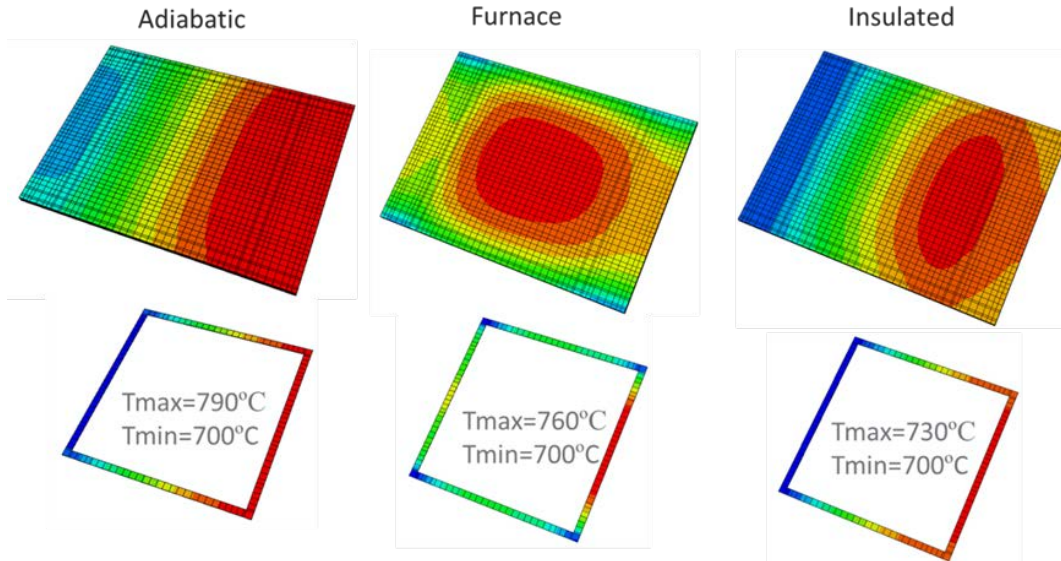 Adiabatic
Furnace
Insulated
Tmax=790ºC
Tmin=700ºC
Tmax=760ºC
Tmin=700ºC
Tmax=730ºC
Tmin=700ºC